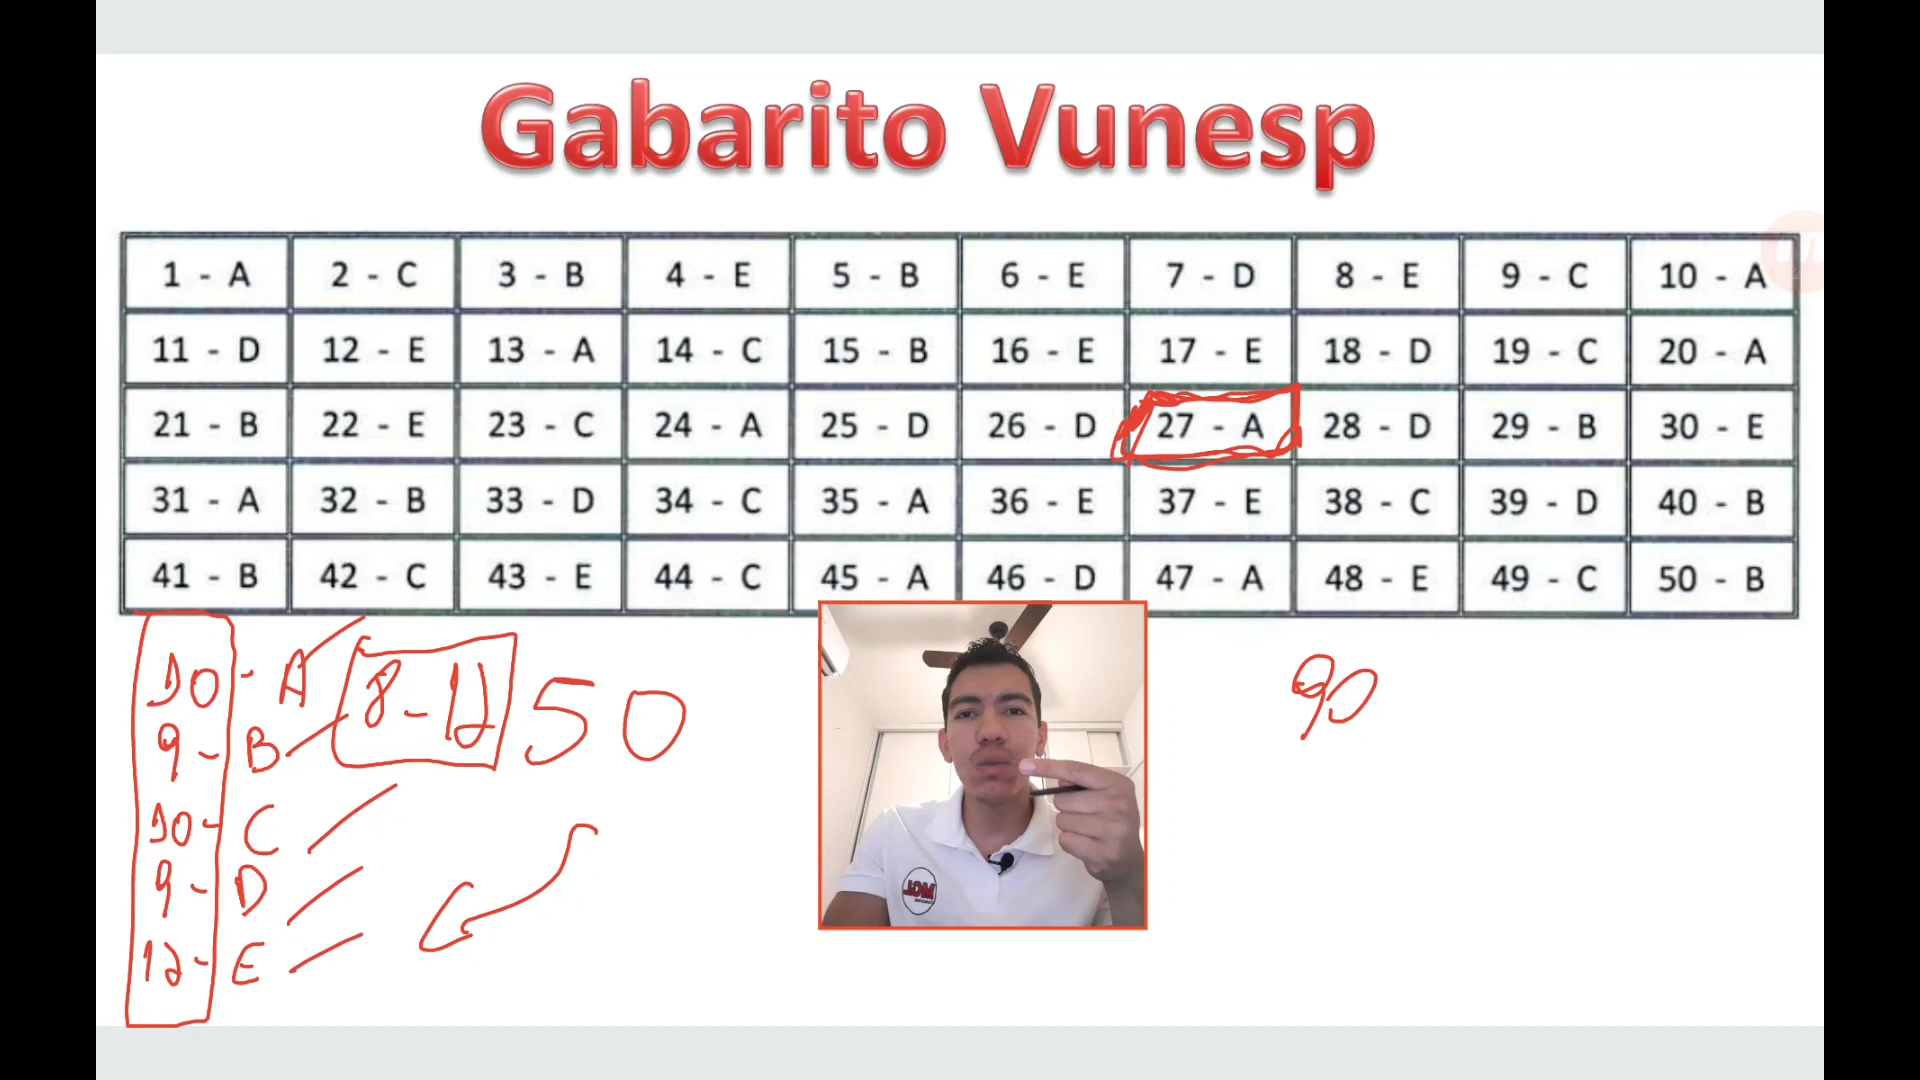 Gabarito Vunesp
1 - A 2 - C 3 - B 4 - E 5 - B 6 - E 7 - D 8 - E 9 - C 10 - A
11 - D 12 - E 13 - A 14 - C 15 - B 16 - E 17 - E 18 - D 19 - C 20 - A
21 - B 22 - E 23 - C 24 - A 25 - D 26 - D 27 - A 28 - D 29 - B 30 - E
31 - A 32 - B 33 - D 34 - C 35 - A 36 - E 37 - E 38 - C 39 - D 40 - B
41 - B 42 - C 43 - E 44 - C 45 - A 46 - D 47 - A 48 - E 49 - C 50 - B
10 - A 8 - 12 50 90
9 - B
10 - C
9 - D
12 - E